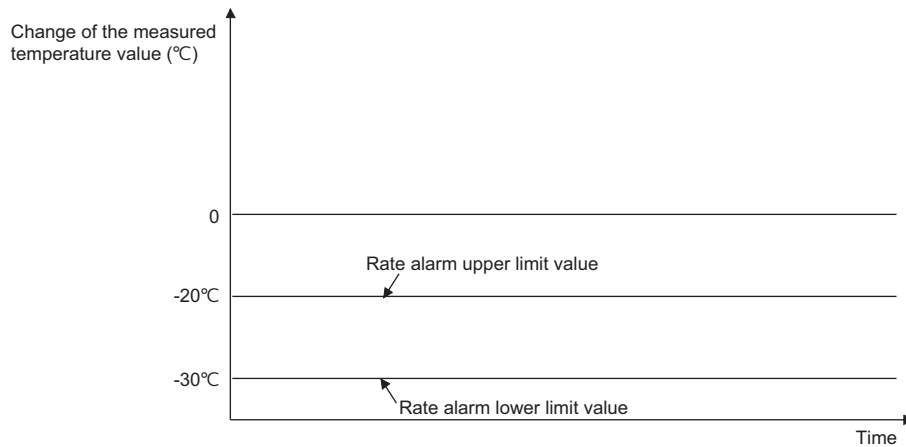 Change of the measured
temperature value (℃)
0
Rate alarm upper limit value
-20℃
-30℃
Rate alarm lower limit value
Time